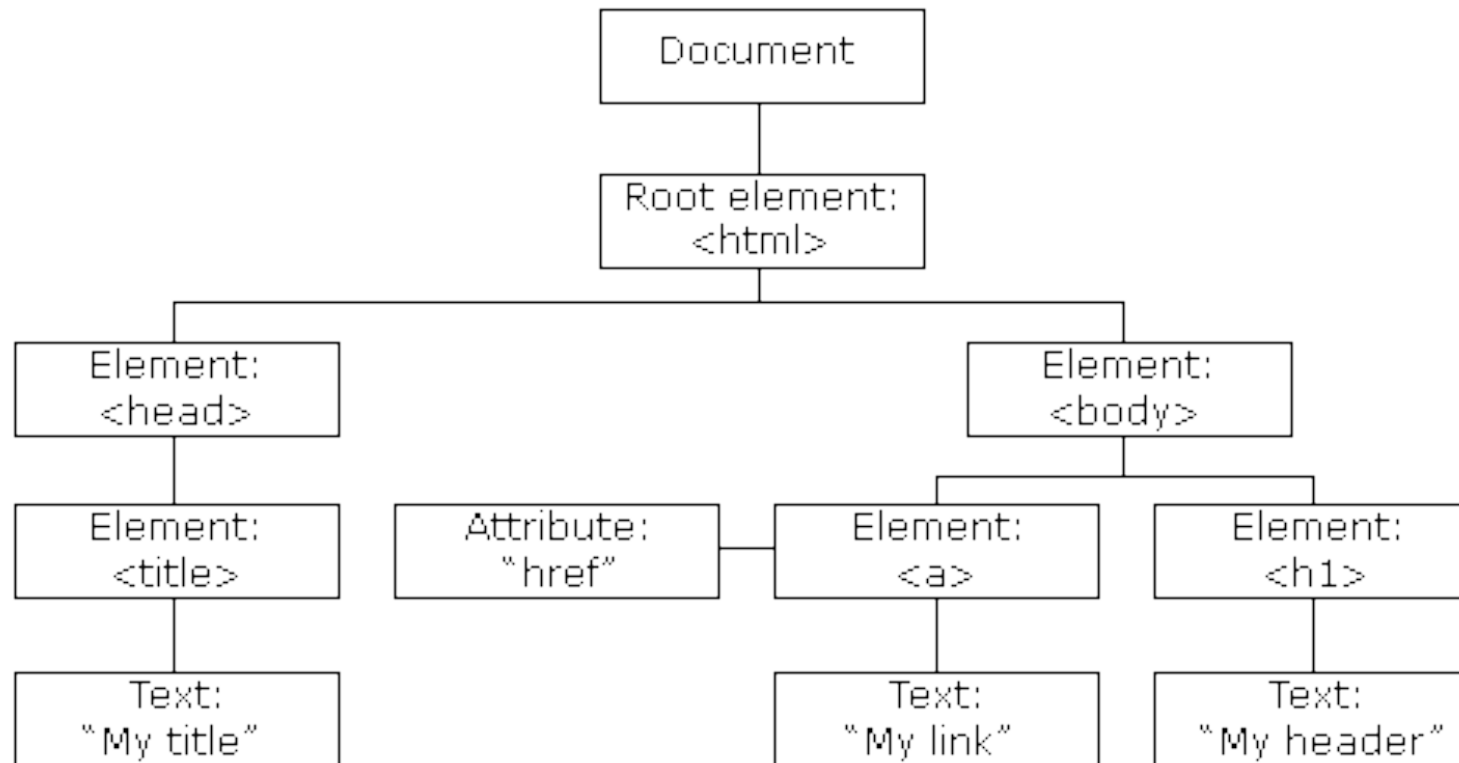 Document
Root element:
<html>
Element:
<head>
Element:
<body>
Element:
<title>
Attribute:
“href”
Element:
<a>
Element:
<h1>
Text:
“My title”
Text:
“My link”
Text:
“My header”